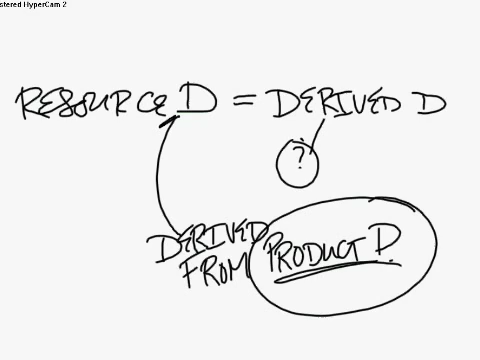 stered HyperCam 2
RESOURCE D = DERIVED D
?
DERIVED
FROM PRODUCT D.